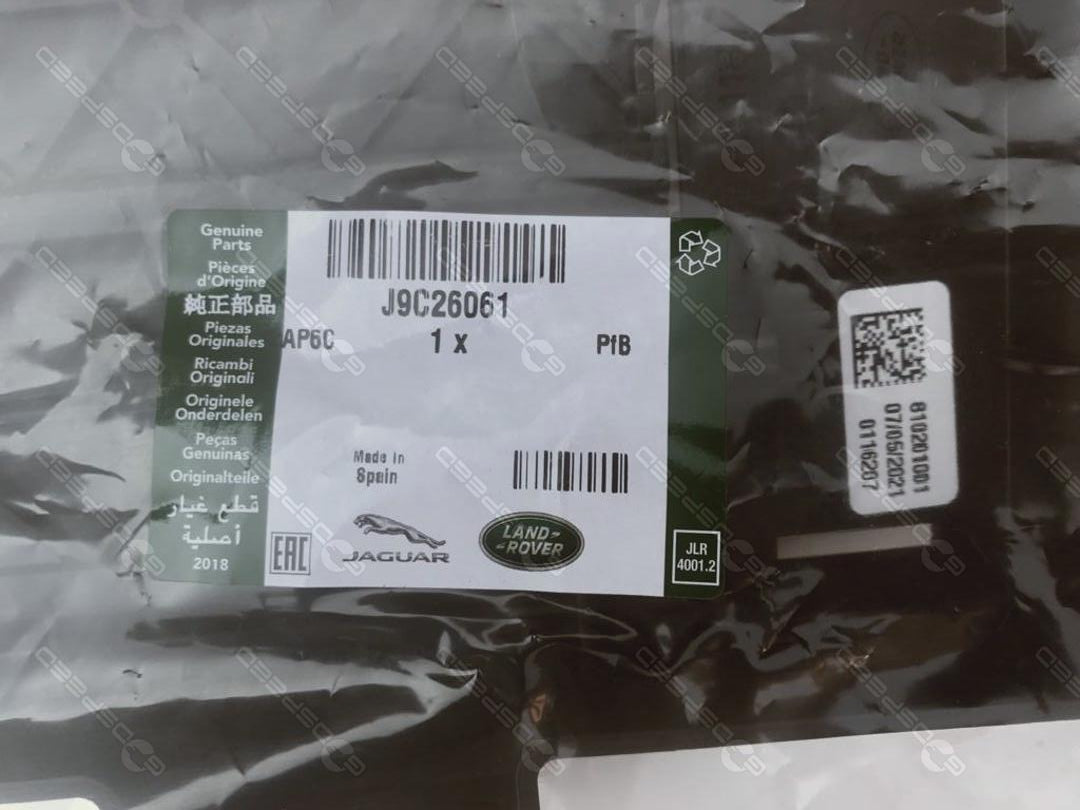 Genuine
Parts
Pièces
d'Origine
純正部品
Piezas
Originales
Ricambi
Originali
Originele
Onderdelen
Peças
Genuínas
Originalteile
قطع غيار
أصلية
2018
J9C26061
AP6C
1 x
PfB
Made In
Spain
EAC
JAGUAR
LAND-
ROVER
JLR
4001.2
810201001
07/05/2021
0116207